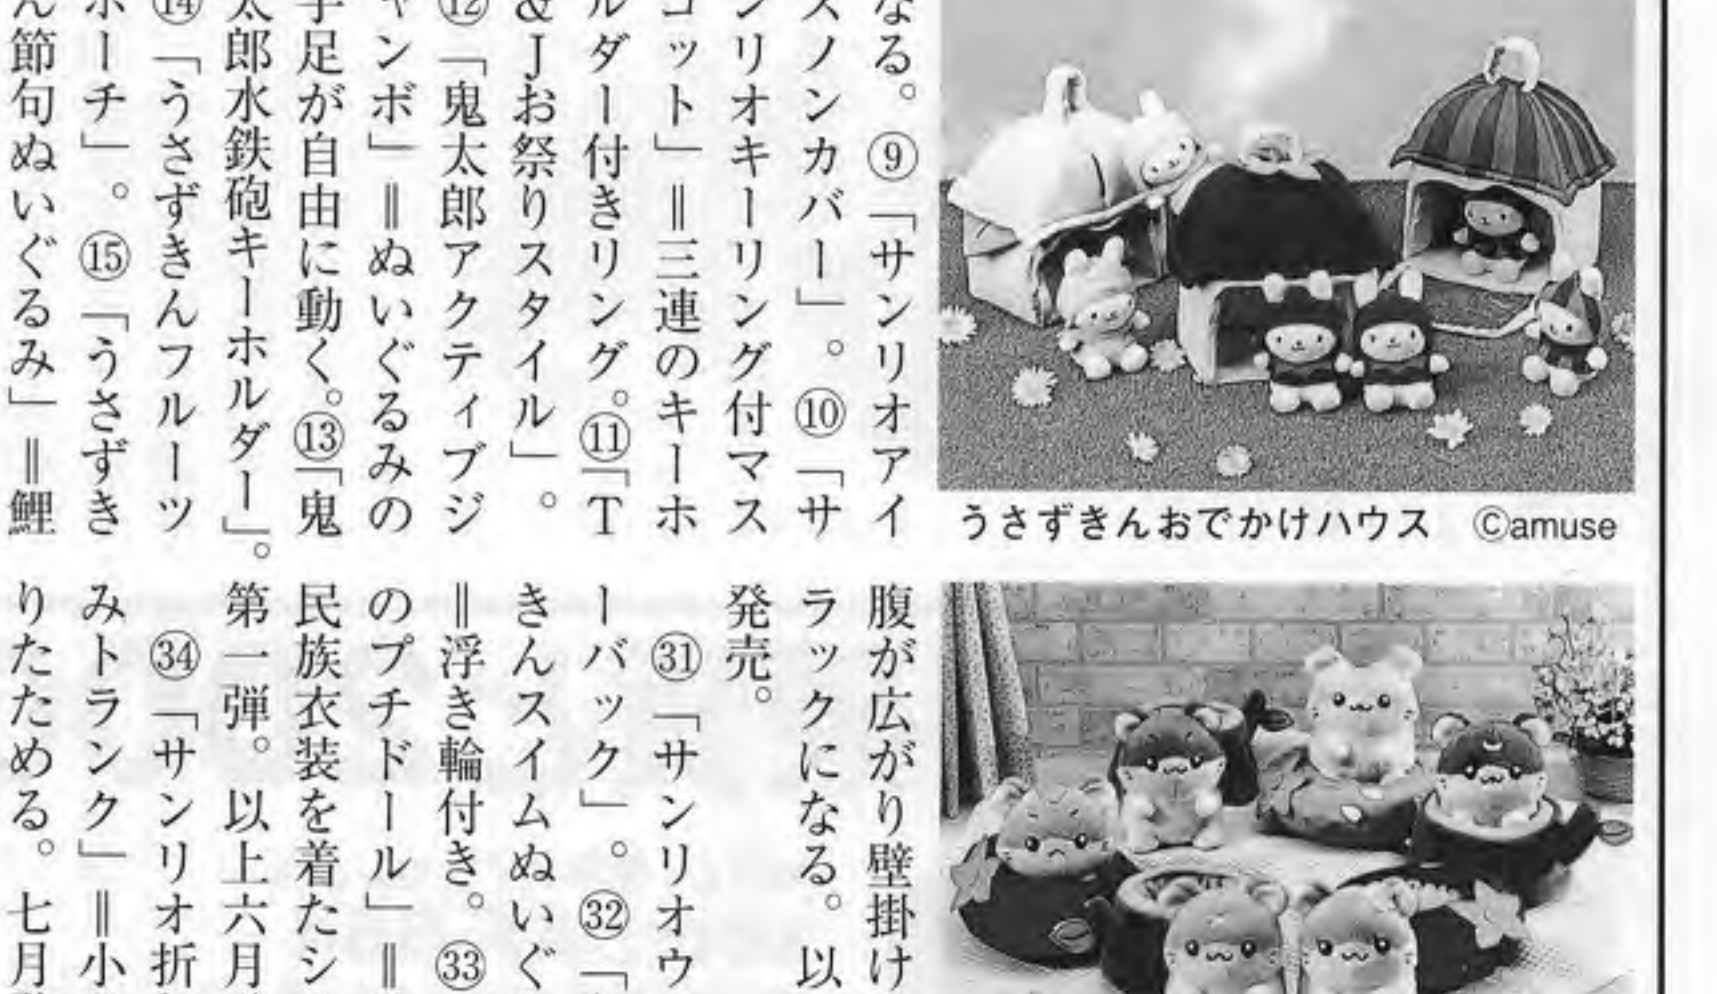 なる。⑨「サンリオアイ
スノンカバー」。⑩「サ
ンリオキーリング付マス
コット」=三連のキーホ
ルダー付きリング。⑪「T
&Jお祭りスタイル」。
⑫「鬼太郎アクティブジ
ャンボ」=ぬいぐるみの
手足が自由に動く。⑬「鬼
太郎水鉄砲キーホルダー」。
⑭「うさずきんフルーツ
ポーチ」。⑮「うさずき
ん節句ぬいぐるみ」=鯉
うさずきんおでかけハウス ©amuse
腹が広がり壁掛け
ラックになる。以
発売。
㉛「サンリオウ
ーバック」。㉜「
きんスイムぬいぐ
=浮き輪付き。㉝
のプチドール」=
民族衣装を着たシ
第一弾。以上六月
㉞「サンリオ折
みトランク」=小
りたためる。七月